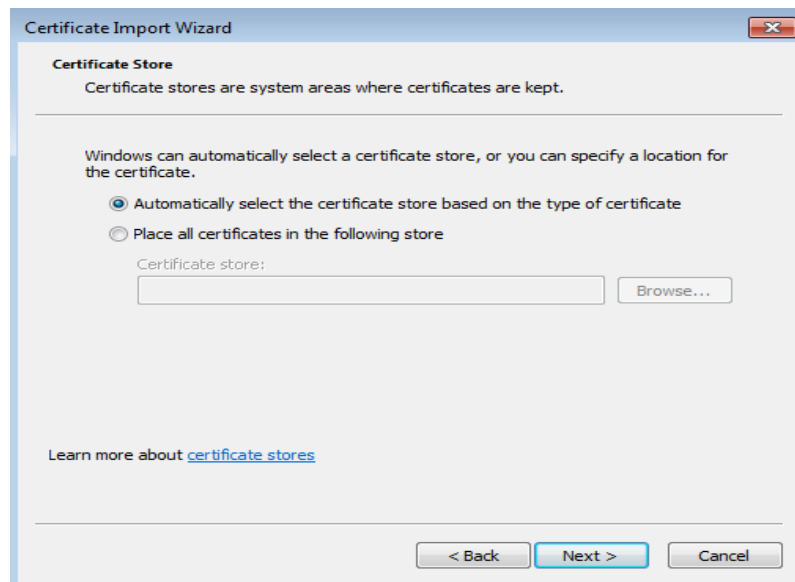 Certificate Import Wizard
Certificate Store
Certificate stores are system areas where certificates are kept.
Windows can automatically select a certificate store, or you can specify a location for
the certificate.
Automatically select the certificate store based on the type of certificate
Place all certificates in the following store
Certificate store:
Browse...
Learn more about certificate stores
< Back Next > Cancel